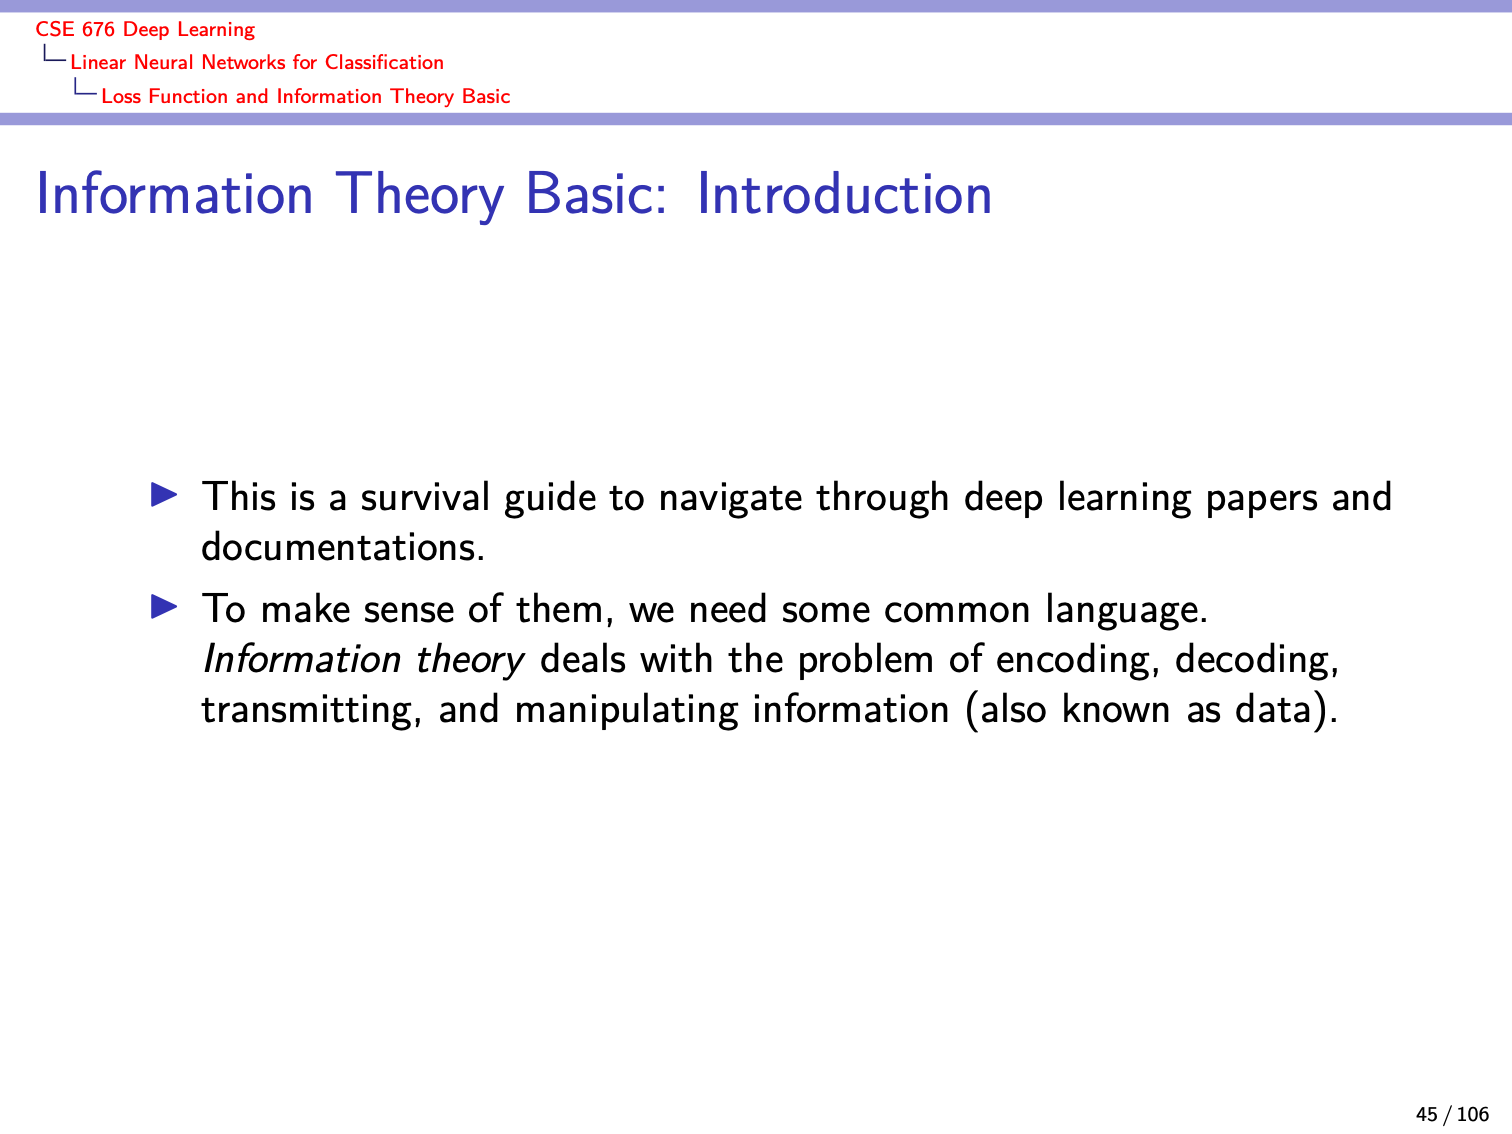 CSE 676 Deep Learning
Linear Neural Networks for Classification
Loss Function and Information Theory Basic
Information Theory Basic: Introduction
This is a survival guide to navigate through deep learning papers and
documentations.
To make sense of them, we need some common language.
Information theory deals with the problem of encoding, decoding,
transmitting, and manipulating information (also known as data).
45 / 106